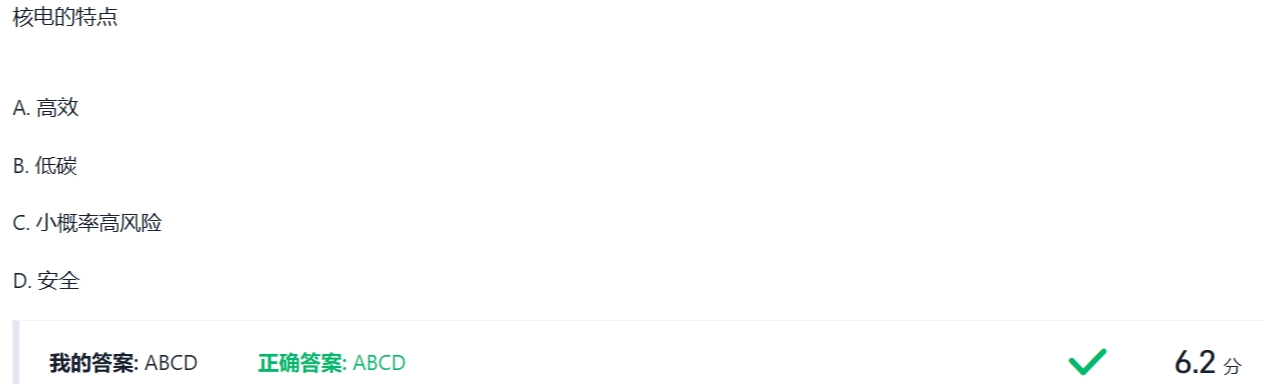 核电的特点
A. 高效
B. 低碳
C. 小概率高风险
D. 安全
我的答案: ABCD 正确答案: ABCD 6.2 分